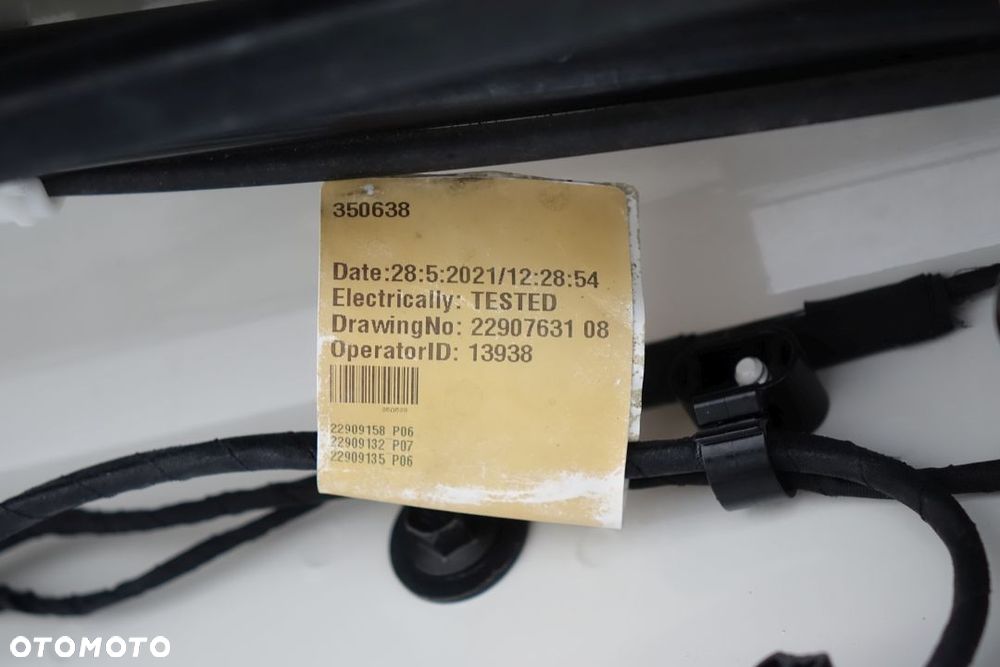 350638
Date:28:5:2021/12:28:54
Electrically: TESTED
DrawingNo: 22907631 08
OperatorID: 13938
350638
22909158 P06
22909132 P07
22909135 P06
OTOMOTO